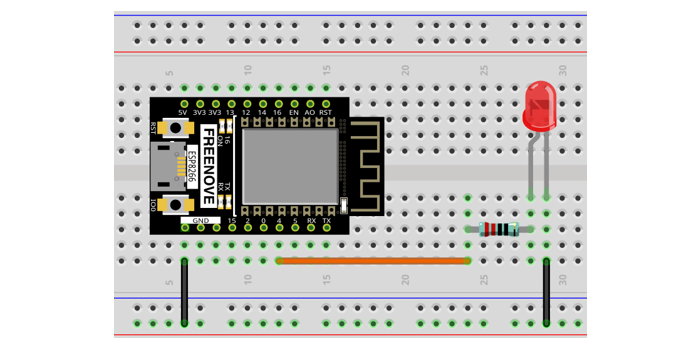 5 10 15 20 25 30
5V 3V3 3V3 13 12 14 16 EN AO RST
RST
ON 16
FREENOVE
ESP8266
RX TX
IO0
GND 15 2 0 4 5 RX TX
5 10 15 20 25 30